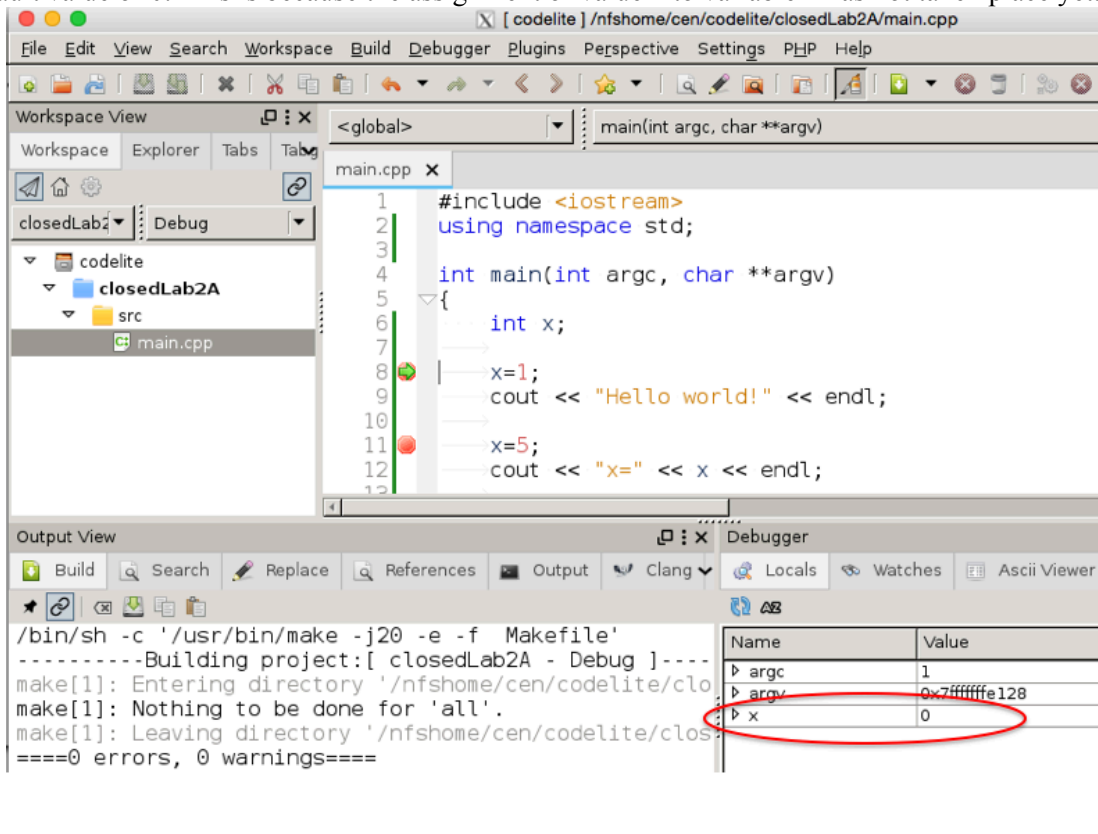 [ codelite ] /nfshome/cen/codelite/closedLab2A/main.cpp
File Edit View Search Workspace Build Debugger Plugins Perspective Settings PHP Help
Workspace View
<global>
main(int argc, char **argv)
Workspace Explorer Tabs
main.cpp
closedLab2 Debug
codelite
closedLab2A
src
main.cpp
1 #include <iostream>
2 using namespace std;
3
4 int main(int argc, char **argv)
5 {
6 int x;
7
8 x=1;
9 cout << "Hello world!" << endl;
10
11 x=5;
12 cout << "x=" << x << endl;
13
Output View
Build Search Replace References Output Clang
/bin/sh -c '/usr/bin/make -j20 -e -f Makefile'
----------Building project:[ closedLab2A - Debug ]----
make[1]: Entering directory '/nfshome/cen/codelite/clo
make[1]: Nothing to be done for 'all'.
make[1]: Leaving directory '/nfshome/cen/codelite/clos
====0 errors, 0 warnings====
Debugger
Locals Watches Ascii Viewer
Name Value
argc 1
argv 0x7fffffffe128
x 0